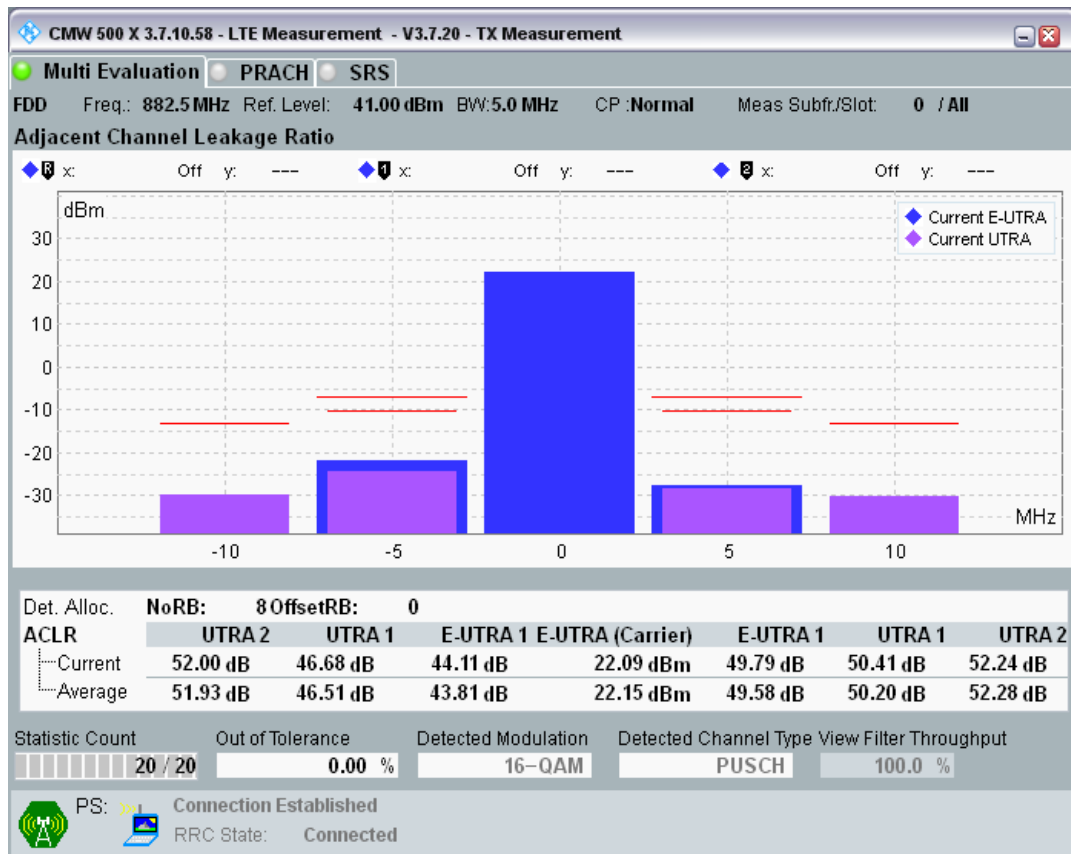 CMW 500 X 3.7.10.58 - LTE Measurement - V3.7.20 - TX Measurement
Multi Evaluation PRACH SRS
FDD Freq.: 882.5 MHz Ref. Level: 41.00 dBm BW:5.0 MHz CP :Normal Meas Subfr./Slot: 0 / All
Adjacent Channel Leakage Ratio
R x: Off y: --- 1 x: Off y: --- 2 x: Off y: ---
dBm
Current E-UTRA
Current UTRA
30
20
10
0
-10
-20
-30
MHz
-10 -5 0 5 10
Det. Alloc. NoRB: 8 OffsetRB: 0
ACLR UTRA 2 UTRA 1 E-UTRA 1 E-UTRA (Carrier) E-UTRA 1 UTRA 1 UTRA 2
Current 52.00 dB 46.68 dB 44.11 dB 22.09 dBm 49.79 dB 50.41 dB 52.24 dB
Average 51.93 dB 46.51 dB 43.81 dB 22.15 dBm 49.58 dB 50.20 dB 52.28 dB
Statistic Count Out of Tolerance Detected Modulation Detected Channel Type View Filter Throughput
20 / 20 0.00 % 16-QAM PUSCH 100.0 %
PS: Connection Established
RRC State: Connected